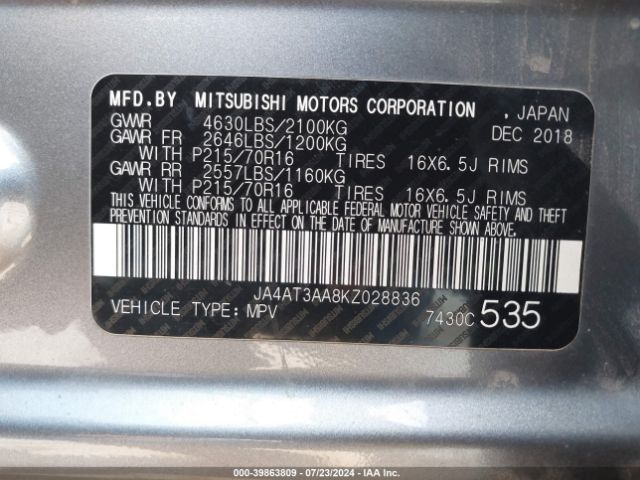 MFD.BY MITSUBISHI MOTORS CORPORATION , JAPAN
GVWR 4630LBS/2100KG DEC 2018
GAWR FR 2646LBS/1200KG
WITH P215/70R16 TIRES 16X6.5J RIMS
GAWR RR 2557LBS/1160KG
WITH P215/70R16 TIRES 16X6.5J RIMS
THIS VEHICLE CONFORMS TO ALL APPLICABLE FEDERAL MOTOR VEHICLE SAFETY AND THEFT
PREVENTION STANDARDS IN EFFECT ON THE DATE OF MANUFACTURE SHOWN ABOVE.
JA4AT3AA8KZ028836
VEHICLE TYPE:MPV 7430C 535
000-39863809 - 07/23/2024 - IAAI.COM